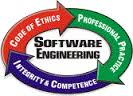 CODE OF ETHICS
PROFESSIONAL PRACTICE
SOFTWARE
ENGINEERING
INTEGRITY & COMPETENCE